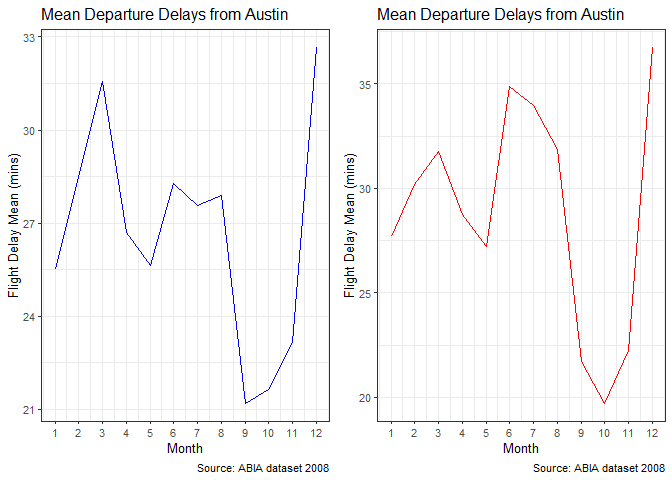 Mean Departure Delays from Austin
Flight Delay Mean (mins)
33
30
27
24
21
1 2 3 4 5 6 7 8 9 10 11 12
Month
Source: ABIA dataset 2008
Mean Departure Delays from Austin
Flight Delay Mean (mins)
35
30
25
20
1 2 3 4 5 6 7 8 9 10 11 12
Month
Source: ABIA dataset 2008